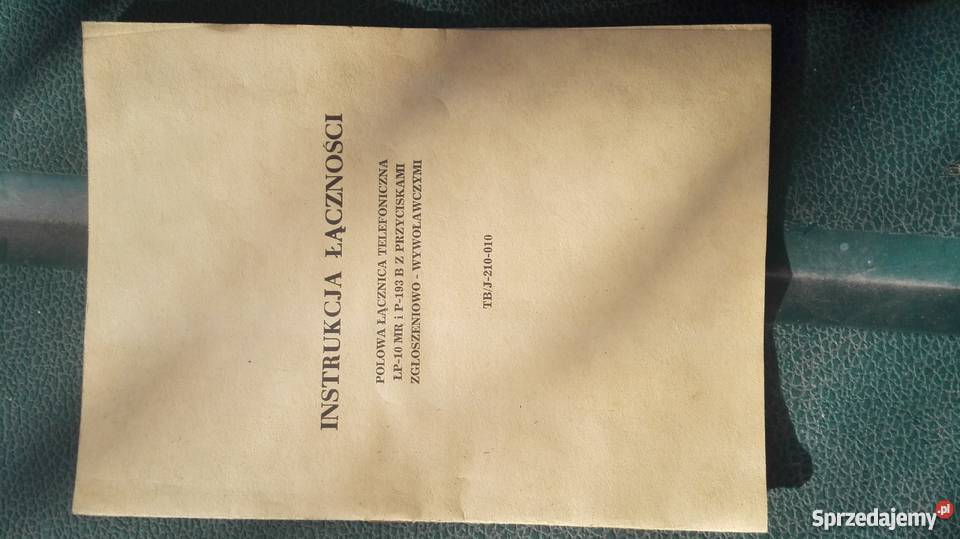 INSTRUKCJA ŁĄCZNOŚCI
POLOWA ŁĄCZNICA TELEFONICZNA
ŁP-10 MR i P-193 B Z PRZYCISKAMI
ZGŁOSZENIOWO - WYWOŁAWCZYMI
TB/J-210-010
Sprzedajemy.pl